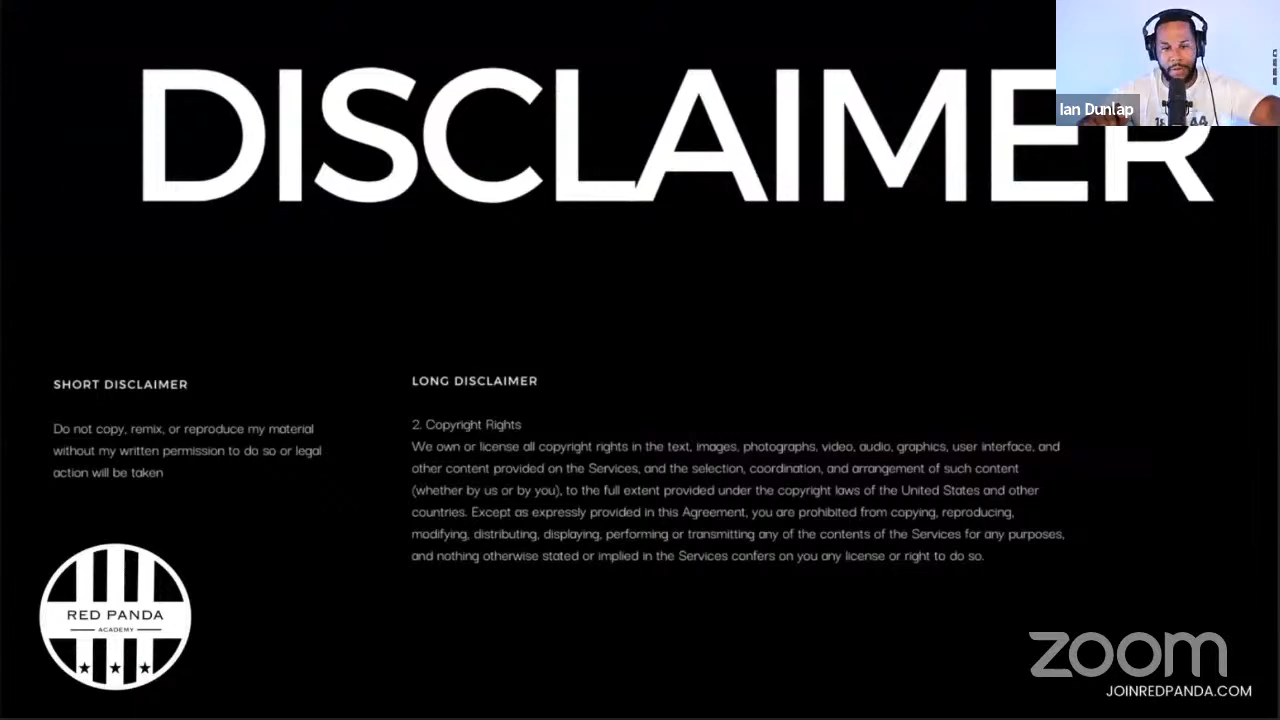 DISCLAIMER
Ian Dunlap
SHORT DISCLAIMER
Do not copy, remix, or reproduce my material
without my written permission to do so or legal
action will be taken
LONG DISCLAIMER
2. Copyright Rights
We own or license all copyright rights in the text, images, photographs, video, audio, graphics, user interface, and
other content provided on the Services, and the selection, coordination, and arrangement of such content
(whether by us or by you), to the full extent provided under the copyright laws of the United States and other
countries. Except as expressly provided in this Agreement, you are prohibited from copying, reproducing,
modifying, distributing, displaying, performing or transmitting any of the contents of the Services for any purposes,
and nothing otherwise stated or implied in the Services confers on you any license or right to do so.
RED PANDA
ACADEMY
zoom
JOINREDPANDA.COM